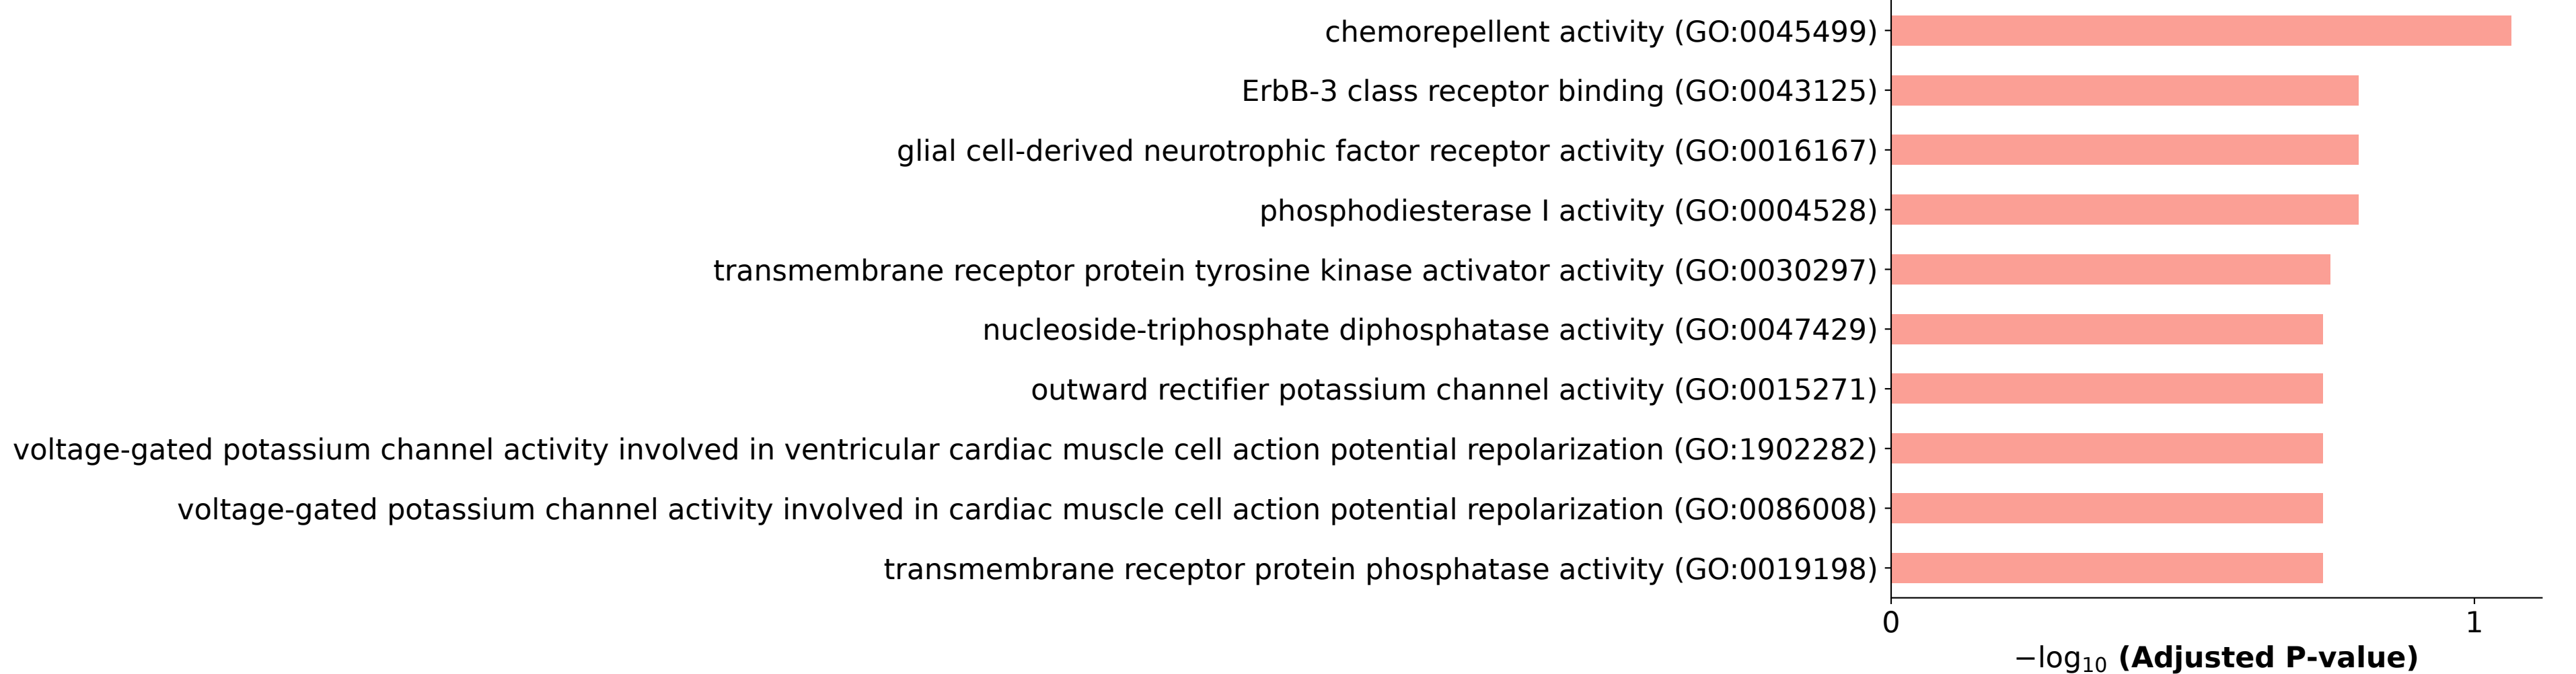 chemorepellent activity (GO:0045499)
ErbB-3 class receptor binding (GO:0043125)
glial cell-derived neurotrophic factor receptor activity (GO:0016167)
phosphodiesterase I activity (GO:0004528)
transmembrane receptor protein tyrosine kinase activator activity (GO:0030297)
nucleoside-triphosphate diphosphatase activity (GO:0047429)
outward rectifier potassium channel activity (GO:0015271)
voltage-gated potassium channel activity involved in ventricular cardiac muscle cell action potential repolarization (GO:1902282)
voltage-gated potassium channel activity involved in cardiac muscle cell action potential repolarization (GO:0086008)
transmembrane receptor protein phosphatase activity (GO:0019198)
0 1
−log₁₀ (Adjusted P-value)